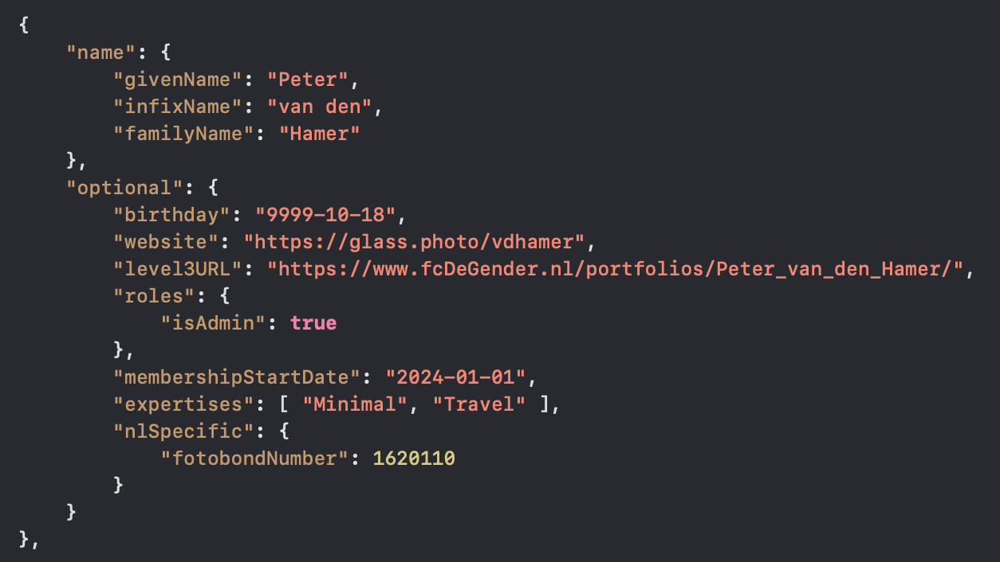 {
    "name": {
        "givenName": "Peter",
        "infixName": "van den",
        "familyName": "Hamer"
    },
    "optional": {
        "birthday": "9999-10-18",
        "website": "https://glass.photo/vdhamer",
        "level3URL": "https://www.fcDeGender.nl/portfolios/Peter_van_den_Hamer/",
        "roles": {
            "isAdmin": true
        },
        "membershipStartDate": "2024-01-01",
        "expertises": [ "Minimal", "Travel" ],
        "nlSpecific": {
            "fotobondNumber": 1620110
        }
    }
},